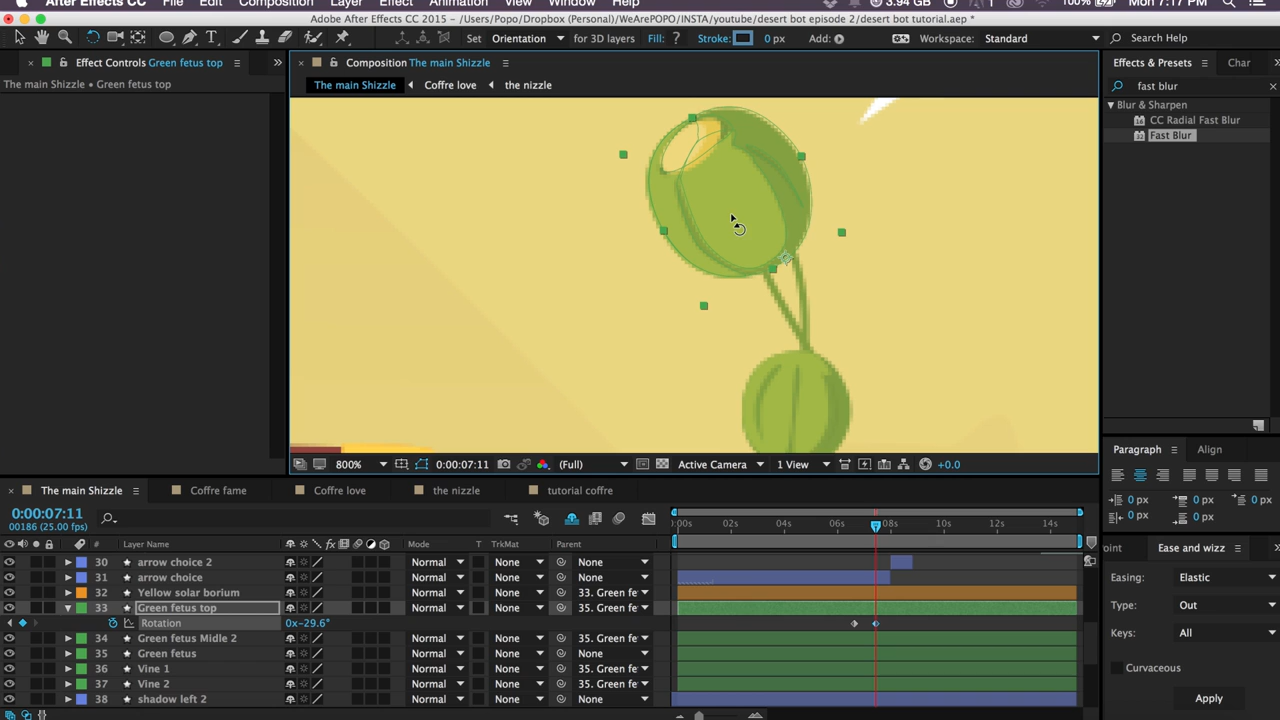 After Effects CC File Edit Composition Layer Effect Animation View Window Help 3.94 GB 1 100% Mon 7:17 PM
Adobe After Effects CC 2015 - /Users/Popo/Dropbox (Personal)/WeArePOPO/INSTA/youtube/desert bot episode 2/desert bot tutorial.aep *
Set Orientation for 3D layers Fill: ? Stroke: 0 px Add: Workspace: Standard Search Help
Effect Controls Green fetus top
Composition The main Shizzle
Effects & Presets Char
The main Shizzle • Green fetus top
The main Shizzle Coffre love the nizzle
fast blur
Blur & Sharpen
CC Radial Fast Blur
Fast Blur
800% 0:00:07:11 (Full) Active Camera 1 View +0.0
Paragraph Align
0 px 0 px 0 px
0 px 0 px
The main Shizzle Coffre fame Coffre love the nizzle tutorial coffre
0:00:07:11
00186 (25.00 fps)
:00s 02s 04s 06s 08s 10s 12s 14s
# Layer Name Mode T TrkMat Parent
30 arrow choice 2 Normal None None
31 arrow choice Normal None None
32 Yellow solar borium Normal None 33. Green fe
33 Green fetus top Normal None 35. Green fe
Rotation 0x-29.6°
34 Green fetus Midle 2 Normal None 35. Green fe
35 Green fetus Normal None None
36 Vine 1 Normal None 35. Green fe
37 Vine 2 Normal None 35. Green fe
38 shadow left 2 Normal None None
oint Ease and wizz
Easing: Elastic
Type: Out
Keys: All
Curvaceous
Apply